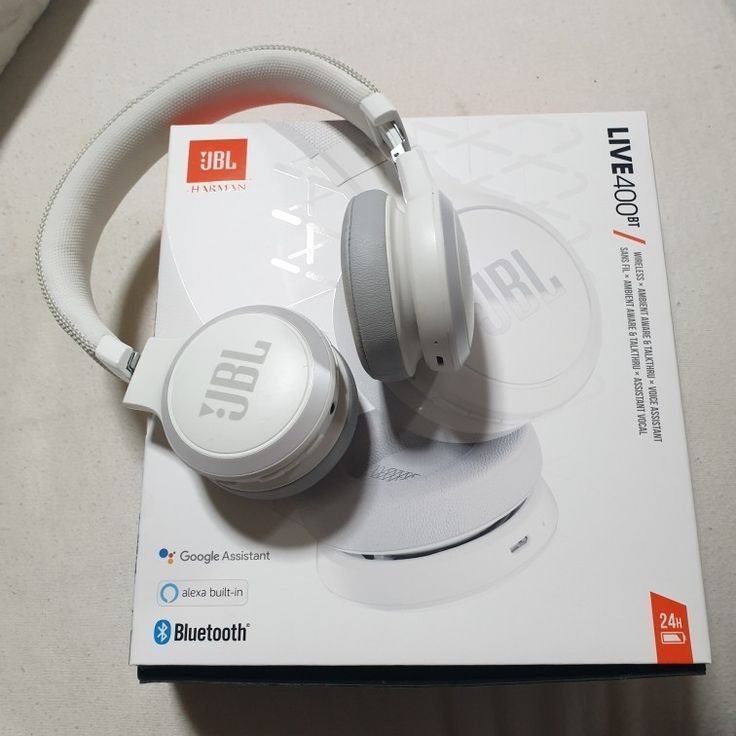 JBL
HARMAN
LIVE400BT
WIRELESS × AMBIENT AWARE & TALKTHRU × VOICE ASSISTANT
SANS FIL × AMBIENT AWARE & TALKTHRU × ASSISTANT VOCAL
JBL
JBL
Google Assistant
alexa built-in
Bluetooth®
24H